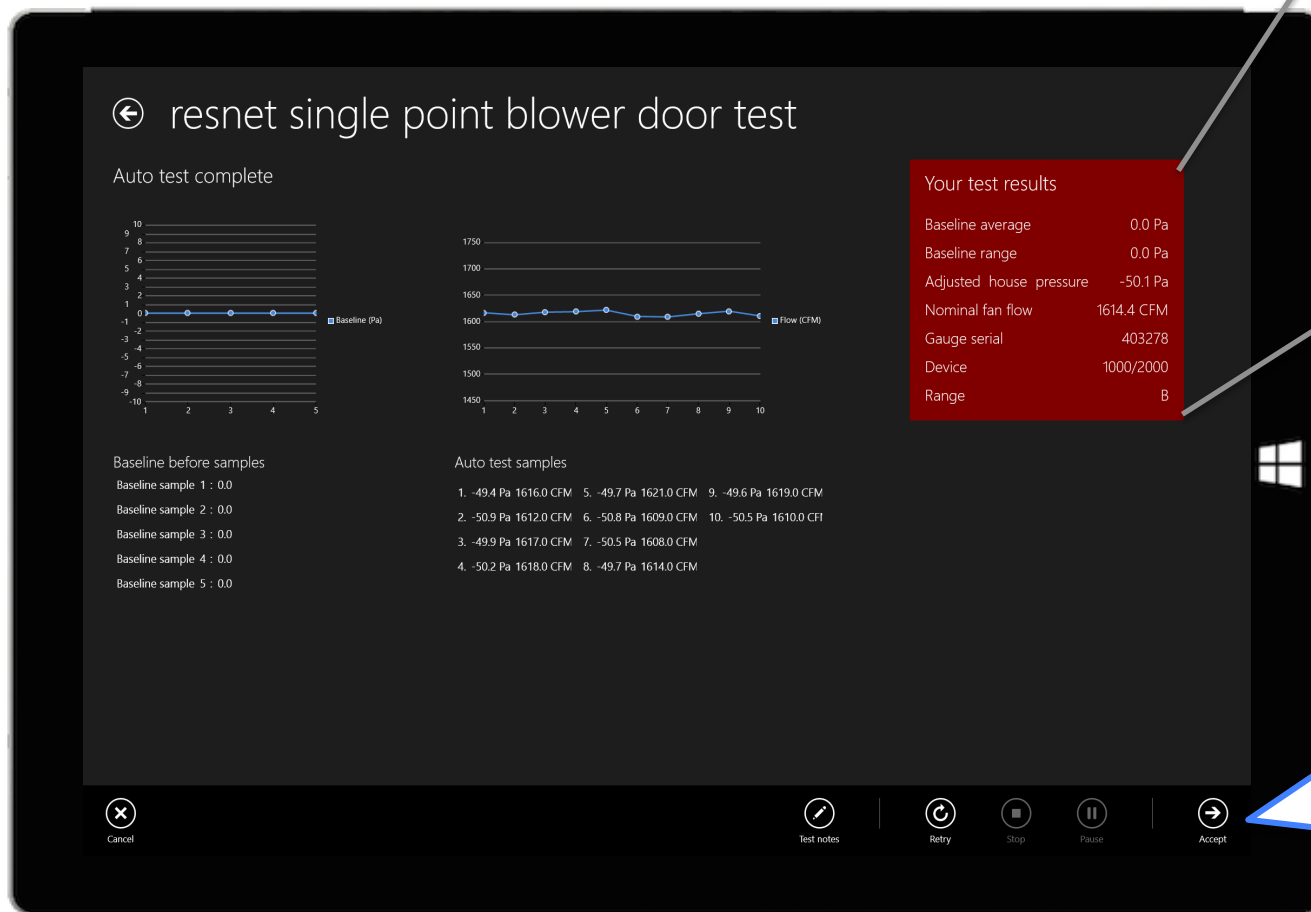 resnet single point blower door test
Auto test complete
10
9
8
7
6
5
4
3
2
1
0
-1
-2
-3
-4
-5
-6
-7
-8
-9
-10
1 2 3 4 5
Baseline (Pa)
1750
1700
1650
1600
1550
1500
1450
1 2 3 4 5 6 7 8 9 10
Flow (CFM)
Your test results
Baseline average 0.0 Pa
Baseline range 0.0 Pa
Adjusted house pressure -50.1 Pa
Nominal fan flow 1614.4 CFM
Gauge serial 403278
Device 1000/2000
Range B
Baseline before samples
Baseline sample 1 : 0.0
Baseline sample 2 : 0.0
Baseline sample 3 : 0.0
Baseline sample 4 : 0.0
Baseline sample 5 : 0.0
Auto test samples
1. -49.4 Pa 1616.0 CFM 5. -49.7 Pa 1621.0 CFM 9. -49.6 Pa 1619.0 CFM
2. -50.9 Pa 1612.0 CFM 6. -50.8 Pa 1609.0 CFM 10. -50.5 Pa 1610.0 CFM
3. -49.9 Pa 1617.0 CFM 7. -50.5 Pa 1608.0 CFM
4. -50.2 Pa 1618.0 CFM 8. -49.7 Pa 1614.0 CFM
Cancel
Test notes
Retry
Stop
Pause
Accept